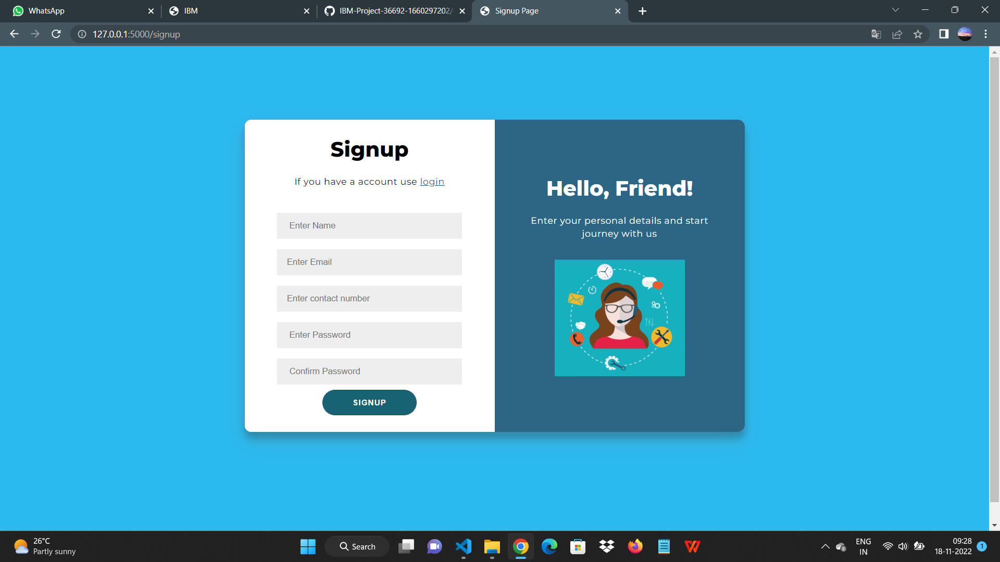 WhatsApp
IBM
IBM-Project-36692-1660297202/
Signup Page
127.0.0.1:5000/signup
Signup
If you have a account use login
Enter Name
Enter Email
Enter contact number
Enter Password
Confirm Password
SIGNUP
Hello, Friend!
Enter your personal details and start
journey with us
26°C
Partly sunny
Search
ENG
IN
09:28
18-11-2022
1